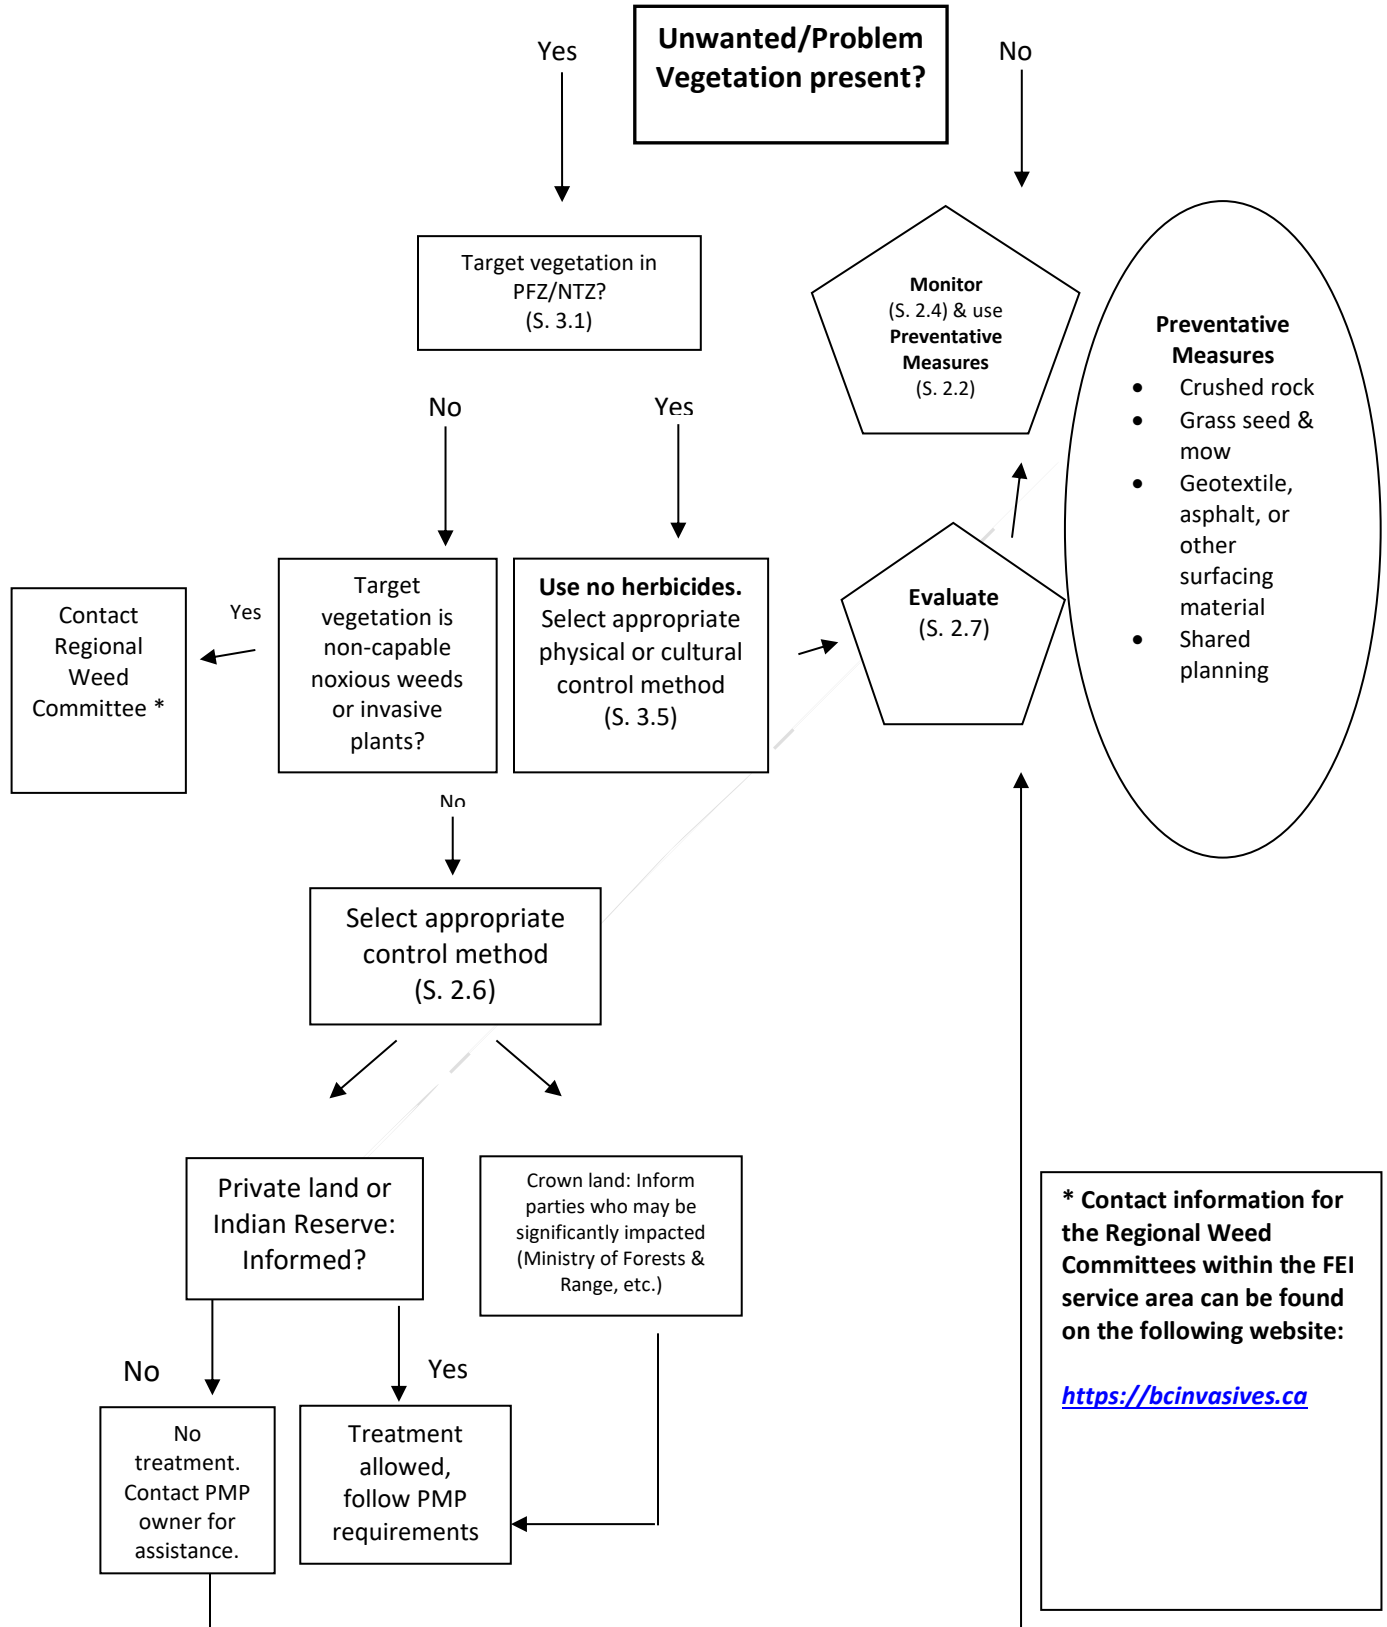 Unwanted/Problem
Vegetation present?
Yes
No
Target vegetation in
PFZ/NTZ?
(S. 3.1)
Monitor
(S. 2.4) & use
Preventative
Measures
(S. 2.2)
Preventative
Measures
• Crushed rock
• Grass seed &
mow
• Geotextile,
asphalt, or
other
surfacing
material
• Shared
planning
No
Yes
Contact
Regional
Weed
Committee *
Yes
Target
vegetation is
non-capable
noxious weeds
or invasive
plants?
Use no herbicides.
Select appropriate
physical or cultural
control method
(S. 3.5)
Evaluate
(S. 2.7)
No
Select appropriate
control method
(S. 2.6)
Private land or
Indian Reserve:
Informed?
Crown land: Inform
parties who may be
significantly impacted
(Ministry of Forests &
Range, etc.)
* Contact information for
the Regional Weed
Committees within the FEI
service area can be found
on the following website:
https://bcinvasives.ca
No
Yes
No
treatment.
Contact PMP
owner for
assistance.
Treatment
allowed,
follow PMP
requirements